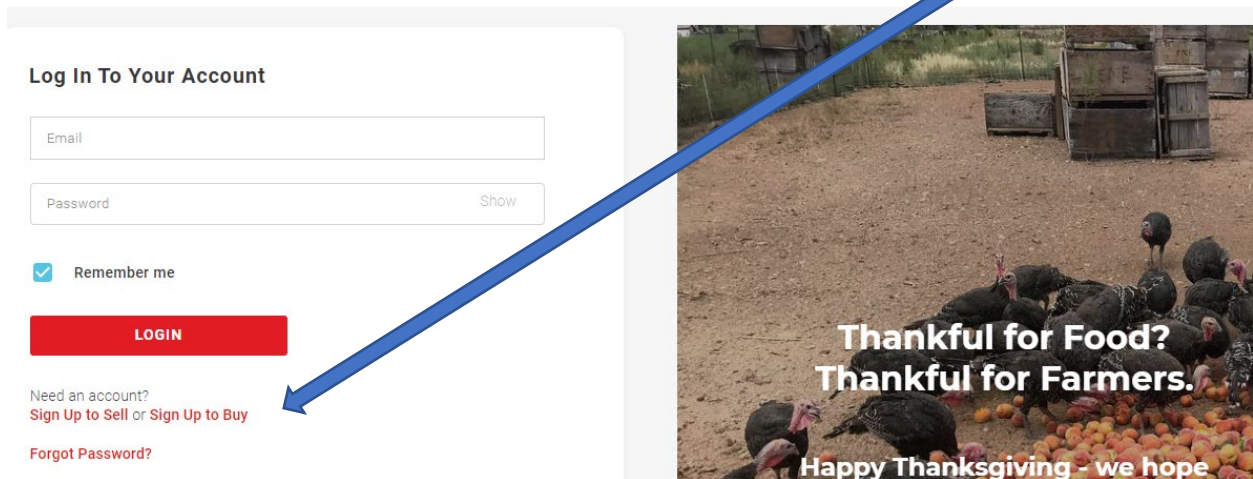 Log In To Your Account
Email
Password
Show
Remember me
LOGIN
Need an account?
Sign Up to Sell or Sign Up to Buy
Forgot Password?
Thankful for Food?
Thankful for Farmers.
Happy Thanksgiving - we hope